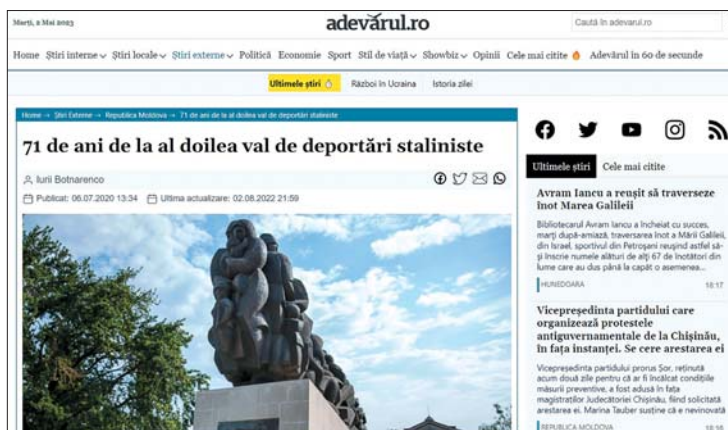 Marți, 2 Mai 2023
adevărul.ro
Caută în adevarul.ro
Home Știri interne Știri locale Știri externe Politică Economie Sport Stil de viață Showbiz Opinii Cele mai citite Adevărul în 60 de secunde
Ultimele știri Război în Ucraina Istoria zilei
Home → Știri Externe → Republica Moldova → 71 de ani de la al doilea val de deportări staliniste
71 de ani de la al doilea val de deportări staliniste
Iurii Botnarenco
Publicat: 06.07.2020 13:34 Ultima actualizare: 02.08.2022 21:59
Ultimele știri Cele mai citite
Avram Iancu a reușit să traverseze
înot Marea Galileii
Bibliotecarul Avram Iancu a încheiat cu succes,
marți după-amiază, traversarea înot a Mării Galileii,
din Israel, sportivul din Petroșani reușind astfel să-
și înscrie numele alături de alți 67 de înotători din
lume care au dus până la capăt o asemenea...
HUNEDOARA 18:17
Vicepreședinta partidului care
organizează protestele
antiguvernamentale de la Chișinău,
în fața instanței. Se cere arestarea ei
Vicepreședinta partidului prorus Șor, reținută
acum două zile pentru că ar fi încălcat condițiile
măsurii preventive, a fost adusă în fața
magistraților Judecătoriei Chișinău, fiind solicitată
arestarea ei. Marina Tauber susține că e nevinovată
REPUBLICA MOLDOVA 18:16